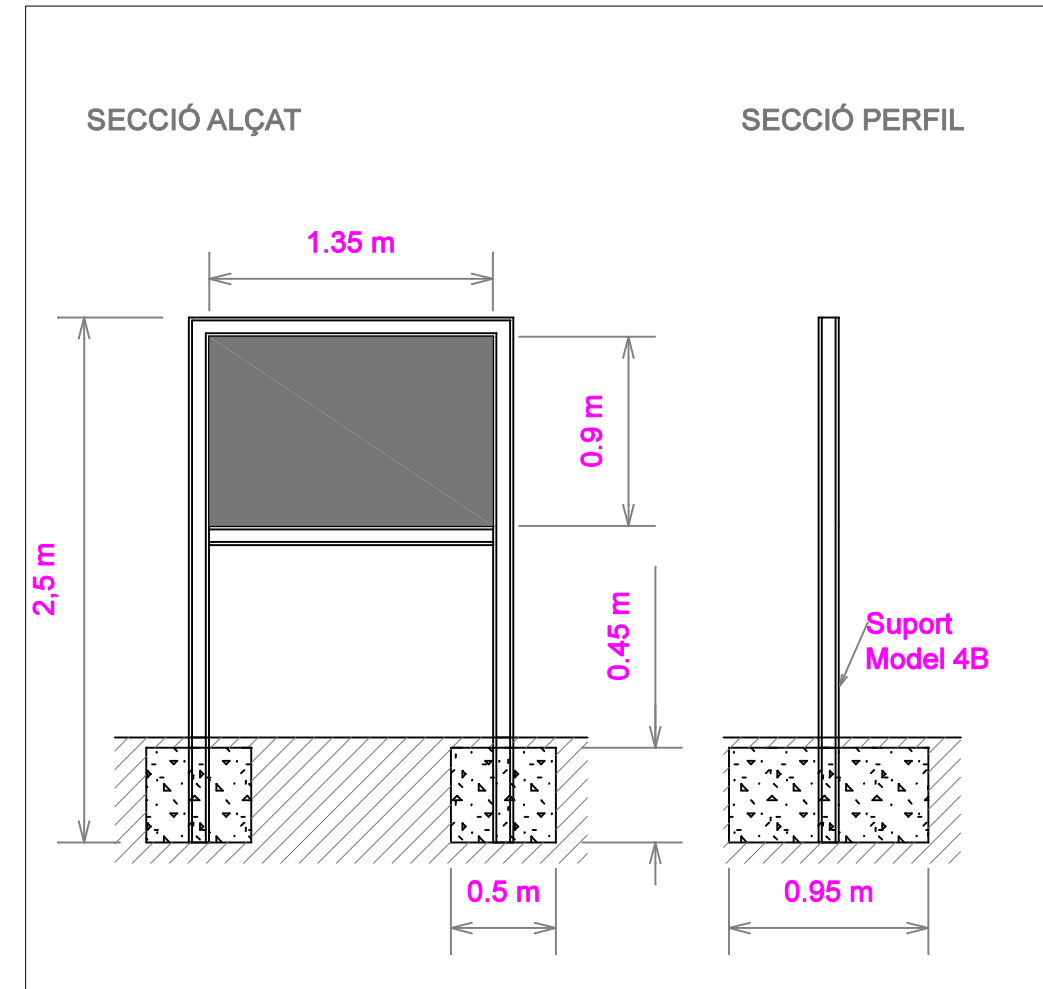 SECCIÓ ALÇAT
SECCIÓ PERFIL
1.35 m
0.9 m
2,5 m
0.45 m
Suport
Model 4B
0.5 m
0.95 m